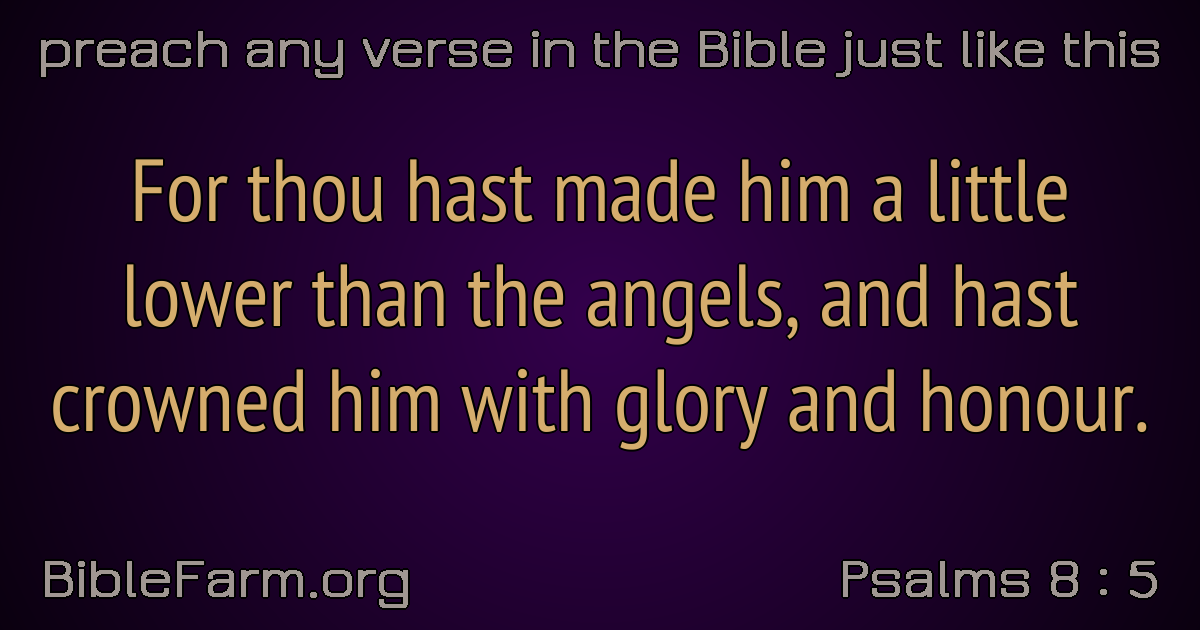 preach any verse in the Bible just like this
For thou hast made him a little
lower than the angels, and hast
crowned him with glory and honour.
BibleFarm.org
Psalms 8 : 5